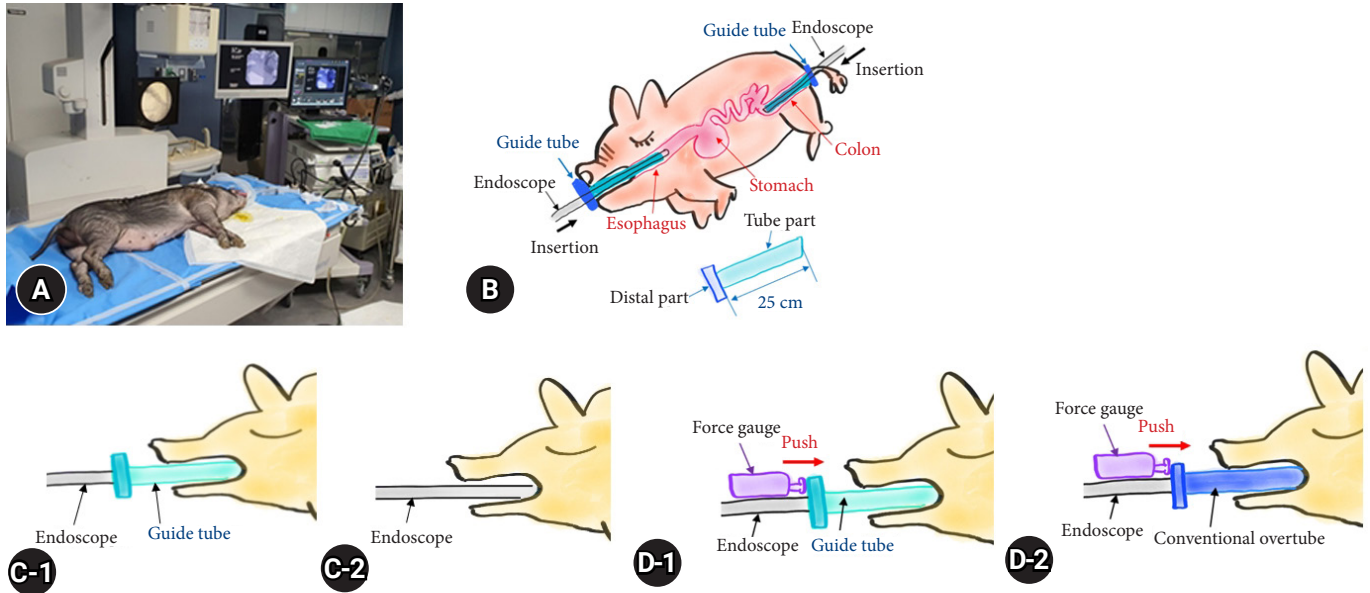 A
Guide tube
Endoscope
Insertion
Guide tube
Endoscope
Colon
Stomach
Esophagus
Insertion
Tube part
Distal part
25 cm
B
Endoscope
Guide tube
C-1
Endoscope
C-2
Force gauge
Push
Endoscope
Guide tube
D-1
Force gauge
Push
Endoscope
Conventional overtube
D-2